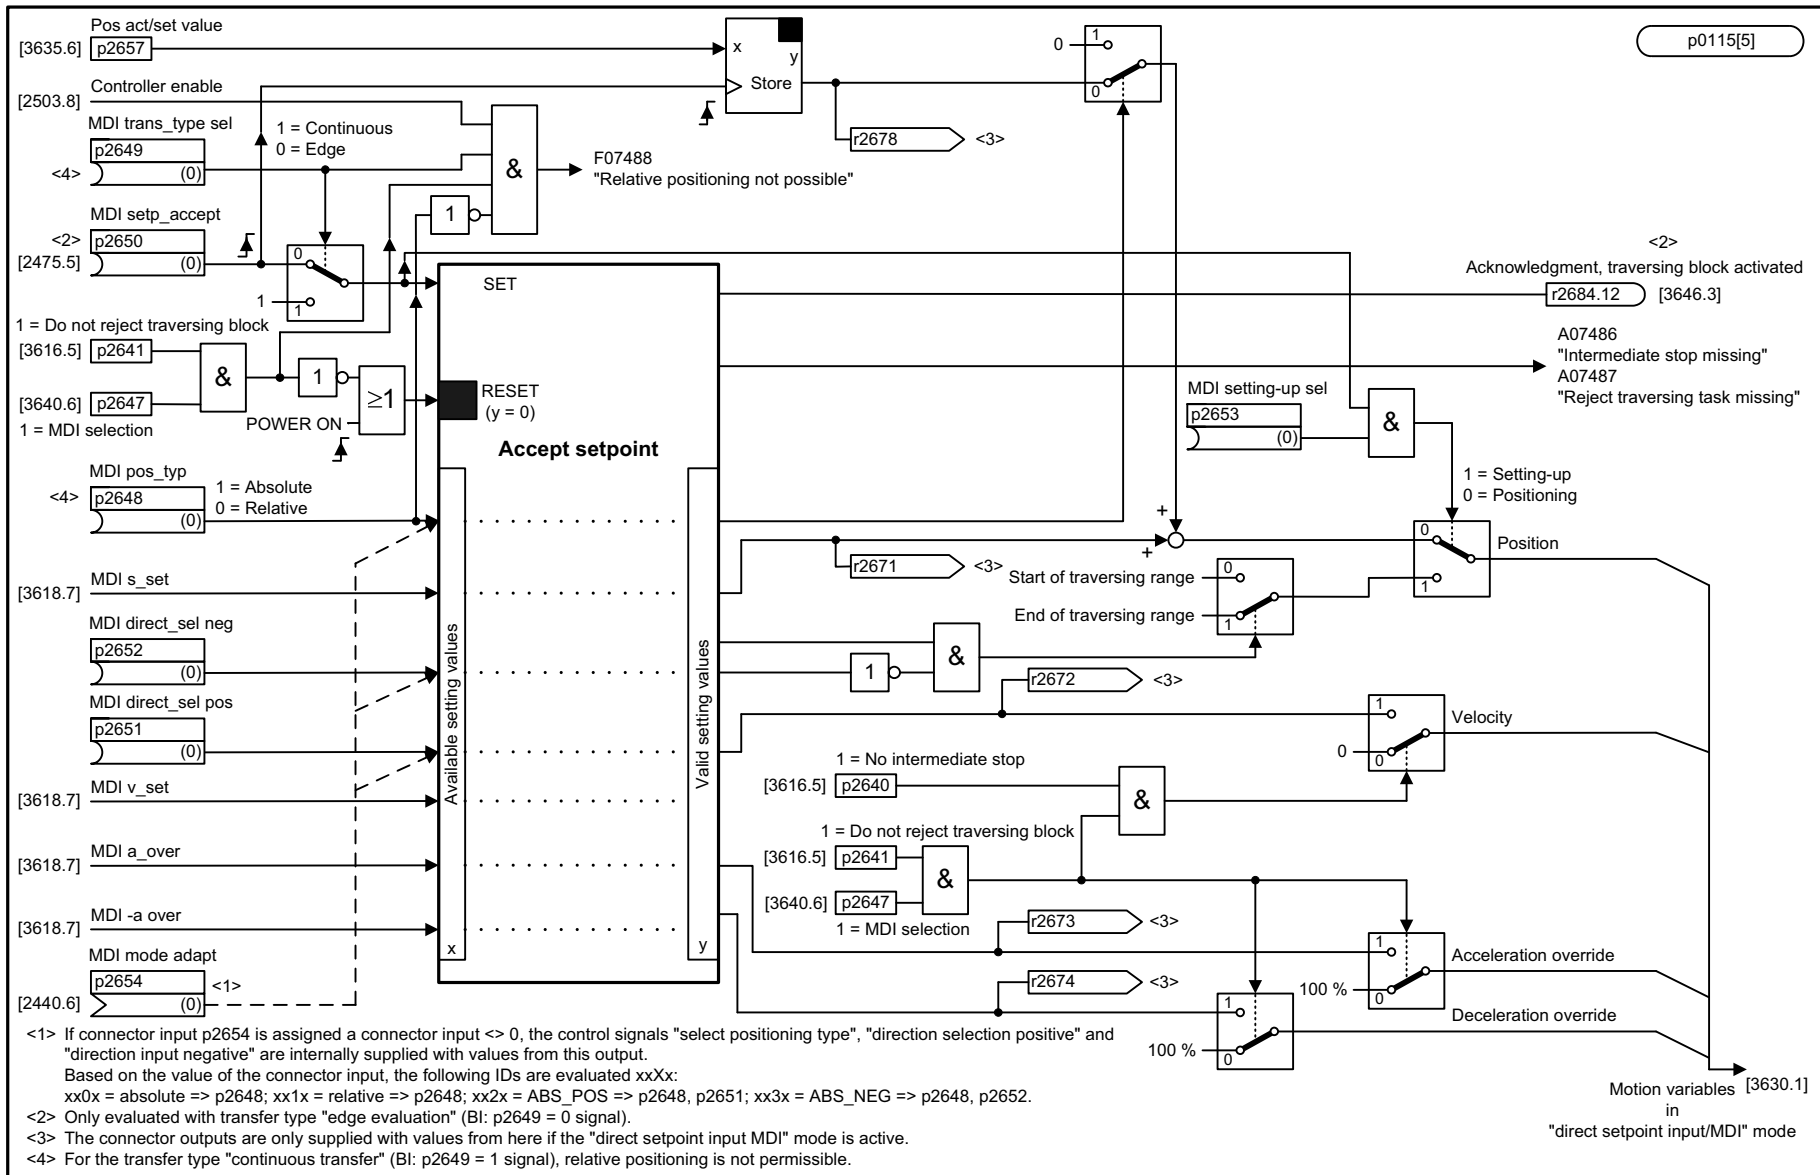 Pos act/set value
[3635.6] p2657
Controller enable
[2503.8]
MDI trans_type sel
p2649
<4> (0)
1 = Continuous
0 = Edge
MDI setp_accept
<2> p2650
[2475.5] (0)
0
1
1
1 = Do not reject traversing block
[3616.5] p2641
&
1
≥1
[3640.6] p2647
1 = MDI selection
POWER ON
MDI pos_typ
<4> p2648
(0)
1 = Absolute
0 = Relative
[3618.7] MDI s_set
MDI direct_sel neg
p2652
(0)
MDI direct_sel pos
p2651
(0)
MDI v_set
[3618.7]
MDI a_over
[3618.7]
MDI -a over
[3618.7]
MDI mode adapt
p2654
<1>
[2440.6] (0)
&
1
F07488
"Relative positioning not possible"
x
y
Store
r2678 <3>
0
1
0
p0115[5]
SET
RESET
(y = 0)
Accept setpoint
Available setting values
x
Valid setting values
y
<2>
Acknowledgment, traversing block activated
r2684.12 [3646.3]
A07486
"Intermediate stop missing"
A07487
"Reject traversing task missing"
MDI setting-up sel
p2653
(0)
&
1 = Setting-up
0 = Positioning
+
+
r2671 <3>
0
1
Position
Start of traversing range
End of traversing range
0
1
1
&
r2672 <3>
1
0
0
Velocity
1 = No intermediate stop
[3616.5] p2640
&
1 = Do not reject traversing block
[3616.5] p2641
&
[3640.6] p2647
1 = MDI selection
r2673 <3>
1
100 %
0
Acceleration override
r2674 <3>
1
100 %
0
Deceleration override
Motion variables [3630.1]
in
"direct setpoint input/MDI" mode
<1> If connector input p2654 is assigned a connector input <> 0, the control signals "select positioning type", "direction selection positive" and
"direction input negative" are internally supplied with values from this output.
Based on the value of the connector input, the following IDs are evaluated xxXx:
xx0x = absolute => p2648; xx1x = relative => p2648; xx2x = ABS_POS => p2648, p2651; xx3x = ABS_NEG => p2648, p2652.
<2> Only evaluated with transfer type "edge evaluation" (BI: p2649 = 0 signal).
<3> The connector outputs are only supplied with values from here if the "direct setpoint input MDI" mode is active.
<4> For the transfer type "continuous transfer" (BI: p2649 = 1 signal), relative positioning is not permissible.